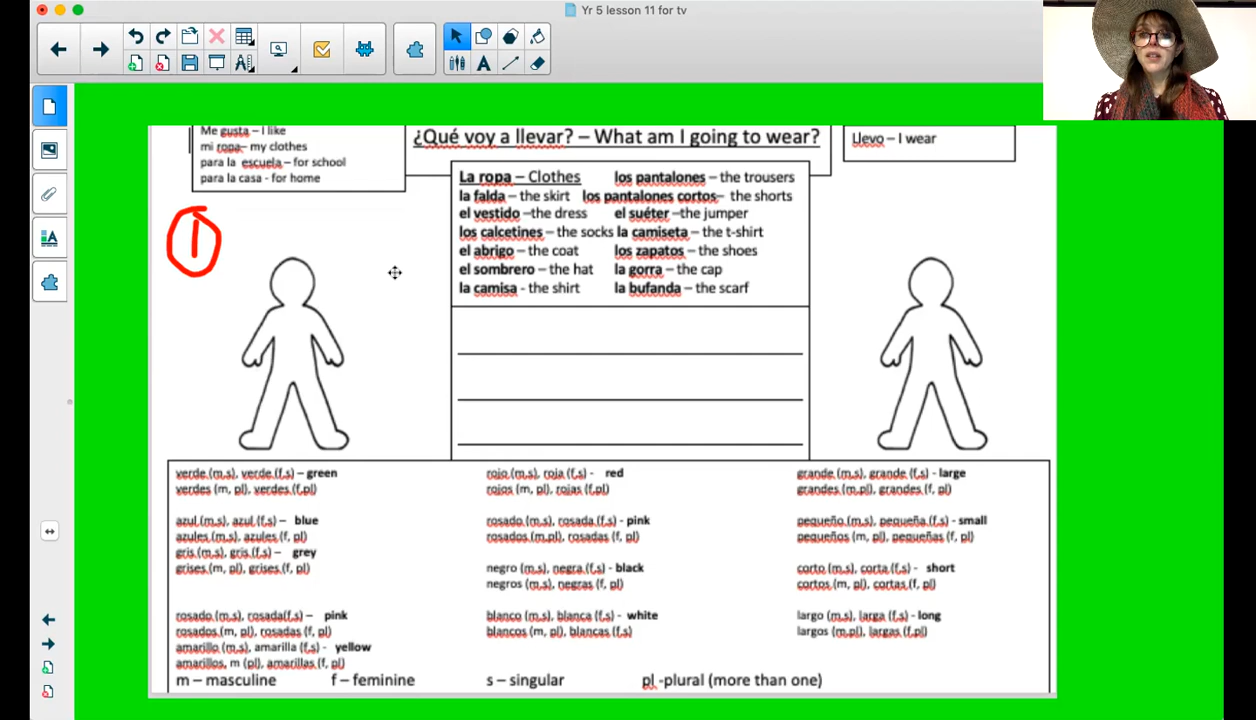 Yr 5 lesson 11 for tv
Me gusta – I like
mi ropa– my clothes
para la escuela – for school
para la casa - for home
¿Qué voy a llevar? – What am I going to wear?
Llevo – I wear
La ropa – Clothes los pantalones – the trousers
la falda – the skirt los pantalones cortos– the shorts
el vestido –the dress el suéter –the jumper
los calcetines – the socks la camiseta – the t-shirt
el abrigo – the coat los zapatos – the shoes
el sombrero – the hat la gorra – the cap
la camisa - the shirt la bufanda – the scarf
1
verde (m,s), verde (f,s) – green
verdes (m, pl), verdes (f,pl)
azul (m,s), azul (f,s) – blue
azules (m, pl), azules (f, pl)
gris (m,s), gris (f,s) – grey
grises (m, pl), grises (f, pl)
rosado (m,s), rosada(f,s) – pink
rosados (m, pl), rosadas (f, pl)
amarillo (m,s), amarilla (f,s) - yellow
amarillos, m (pl), amarillas (f, pl)
rojo (m,s), roja (f,s) - red
rojos (m, pl), rojas (f,pl)
rosado (m,s), rosada (f,s) - pink
rosados (m,pl), rosadas (f, pl)
negro (m,s), negra (f,s) - black
negros (m,s), negras (f, pl)
blanco (m,s), blanca (f,s) - white
blancos (m, pl), blancas (f,s)
grande (m,s), grande (f,s) - large
grandes (m,pl), grandes (f, pl)
pequeño (m,s), pequeña (f,s) - small
pequeños (m, pl), pequeñas (f, pl)
corto (m,s), corta (f,s) - short
cortos (m, pl), cortas (f, pl)
largo (m,s), larga (f,s) - long
largos (m,pl), largas (f,pl)
m – masculine f – feminine s – singular pl -plural (more than one)